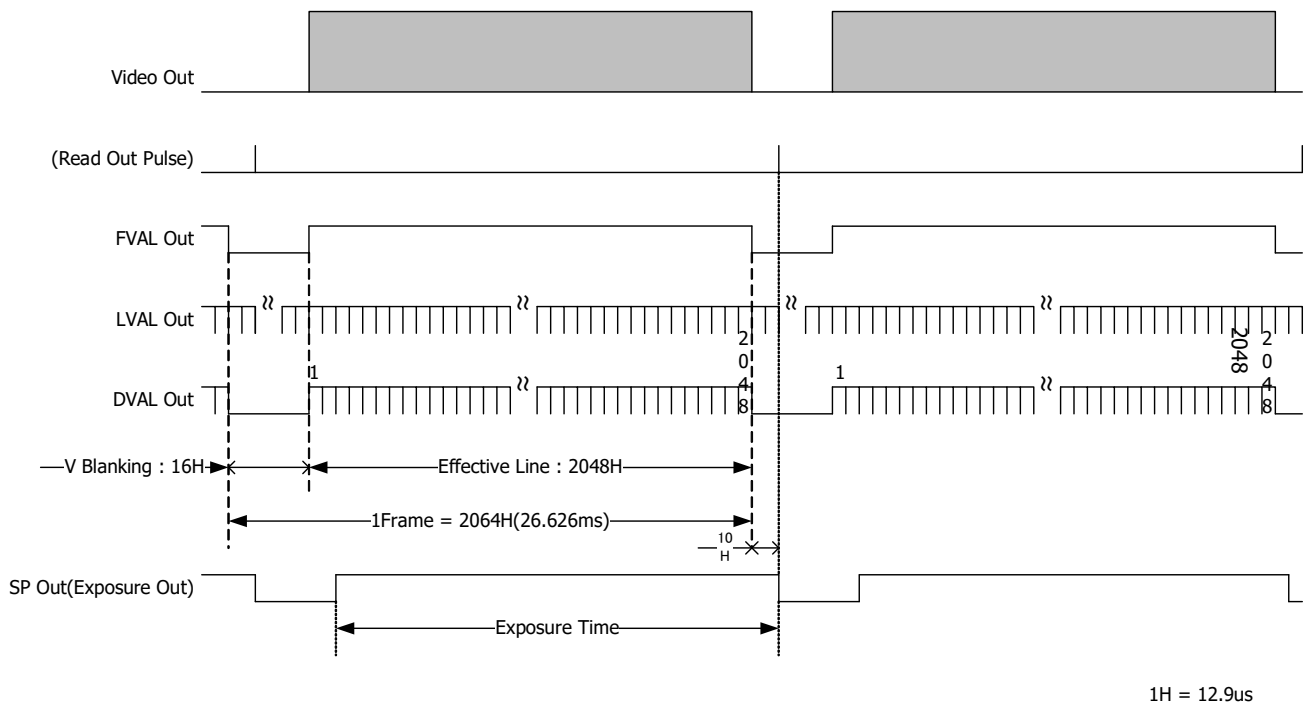 Video Out
(Read Out Pulse)
FVAL Out
LVAL Out
2048
2048
2048
DVAL Out
1
1
V Blanking : 16H
Effective Line : 2048H
1Frame = 2064H(26.626ms)
10
H
SP Out(Exposure Out)
Exposure Time
1H = 12.9us